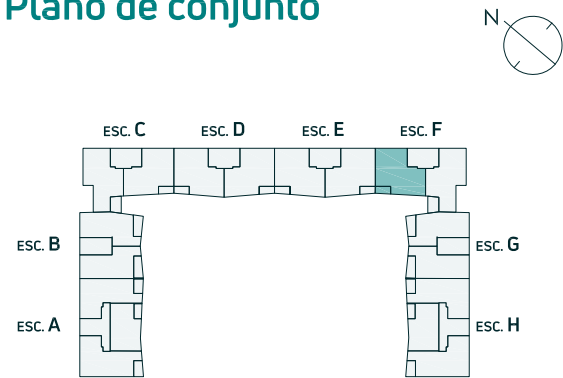 Plano de conjunto
N
ESC. C ESC. D ESC. E ESC. F
ESC. B ESC. G
ESC. A ESC. H